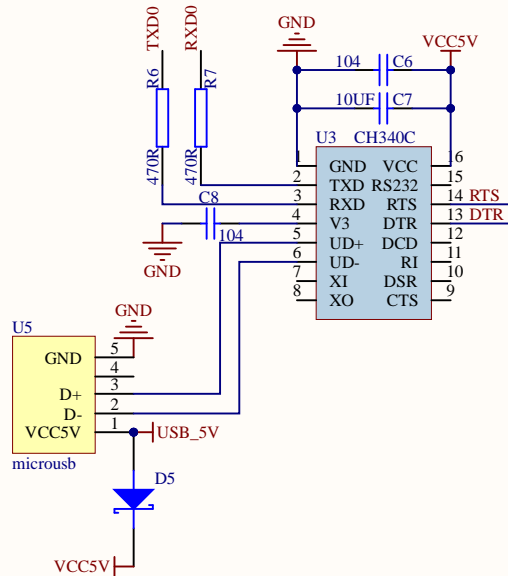 TXD0
RXD0
R6
R7
470R
470R
GND
VCC5V
104
C6
10UF
C7
U3
CH340C
1
GND
VCC
16
2
TXD
RS232
15
3
RXD
RTS
14
RTS
4
V3
DTR
13
DTR
5
UD+
DCD
12
6
UD-
RI
11
7
XI
DSR
10
8
XO
CTS
9
C8
104
GND
U5
GND
GND
5
4
D+
3
D-
2
VCC5V
1
USB_5V
microusb
D5
VCC5V